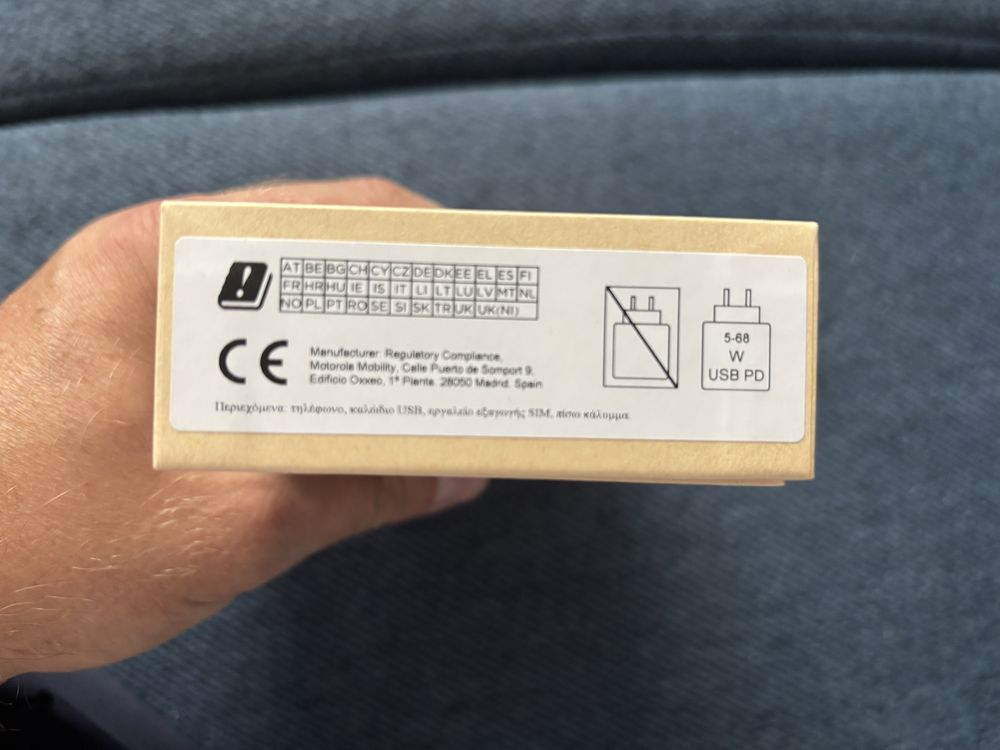 AT BE BG CH CY CZ DE DK EE EL ES FI
FR HR HU IE IS IT LI LT LU LV MT NL
NO PL PT RO SE SI SK TR UK UK(NI)
CE
Manufacturer: Regulatory Compliance,
Motorola Mobility, Calle Puerto de Somport 9,
Edificio Oxxeo, 1ª Planta, 28050 Madrid, Spain
Περιεχόμενα: τηλέφωνο, καλώδιο USB, εργαλείο εξαγωγής SIM, πίσω κάλυμμα.
5-68
W
USB PD